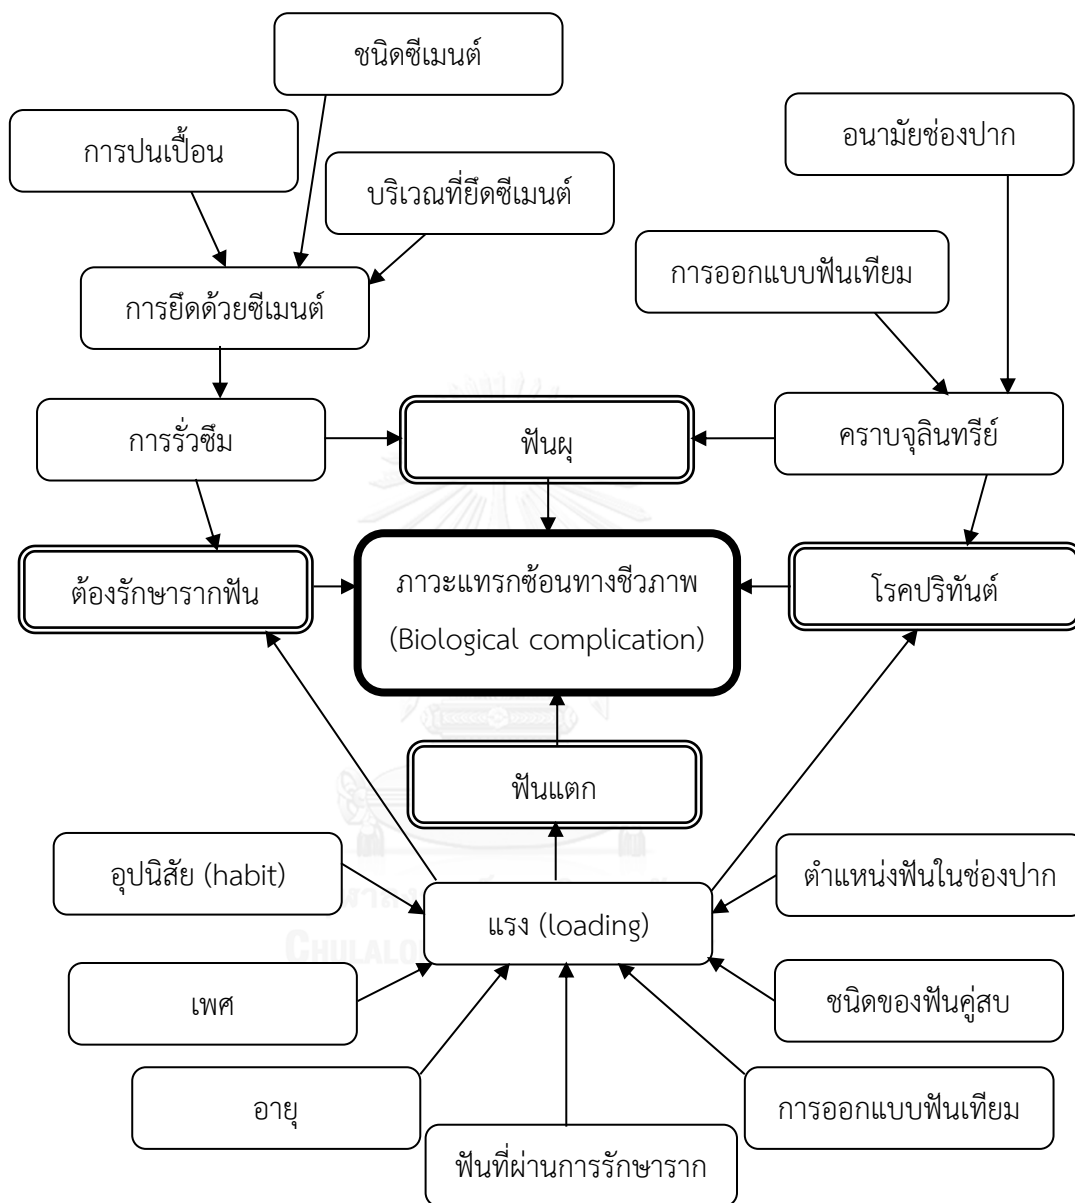 ชนิดซีเมนต์
การปนเปื้อน
อนามัยช่องปาก
บริเวณที่ยึดซีเมนต์
การออกแบบฟันเทียม
การยึดด้วยซีเมนต์
การรั่วซึม
ฟันผุ
คราบจุลินทรีย์
ต้องรักษารากฟัน
ภาวะแทรกซ้อนทางชีวภาพ
(Biological complication)
โรคปริทันต์
ฟันแตก
อุปนิสัย (habit)
แรง (loading)
ตำแหน่งฟันในช่องปาก
เพศ
ชนิดของฟันคู่สบ
อายุ
ฟันที่ผ่านการรักษาราก
การออกแบบฟันเทียม